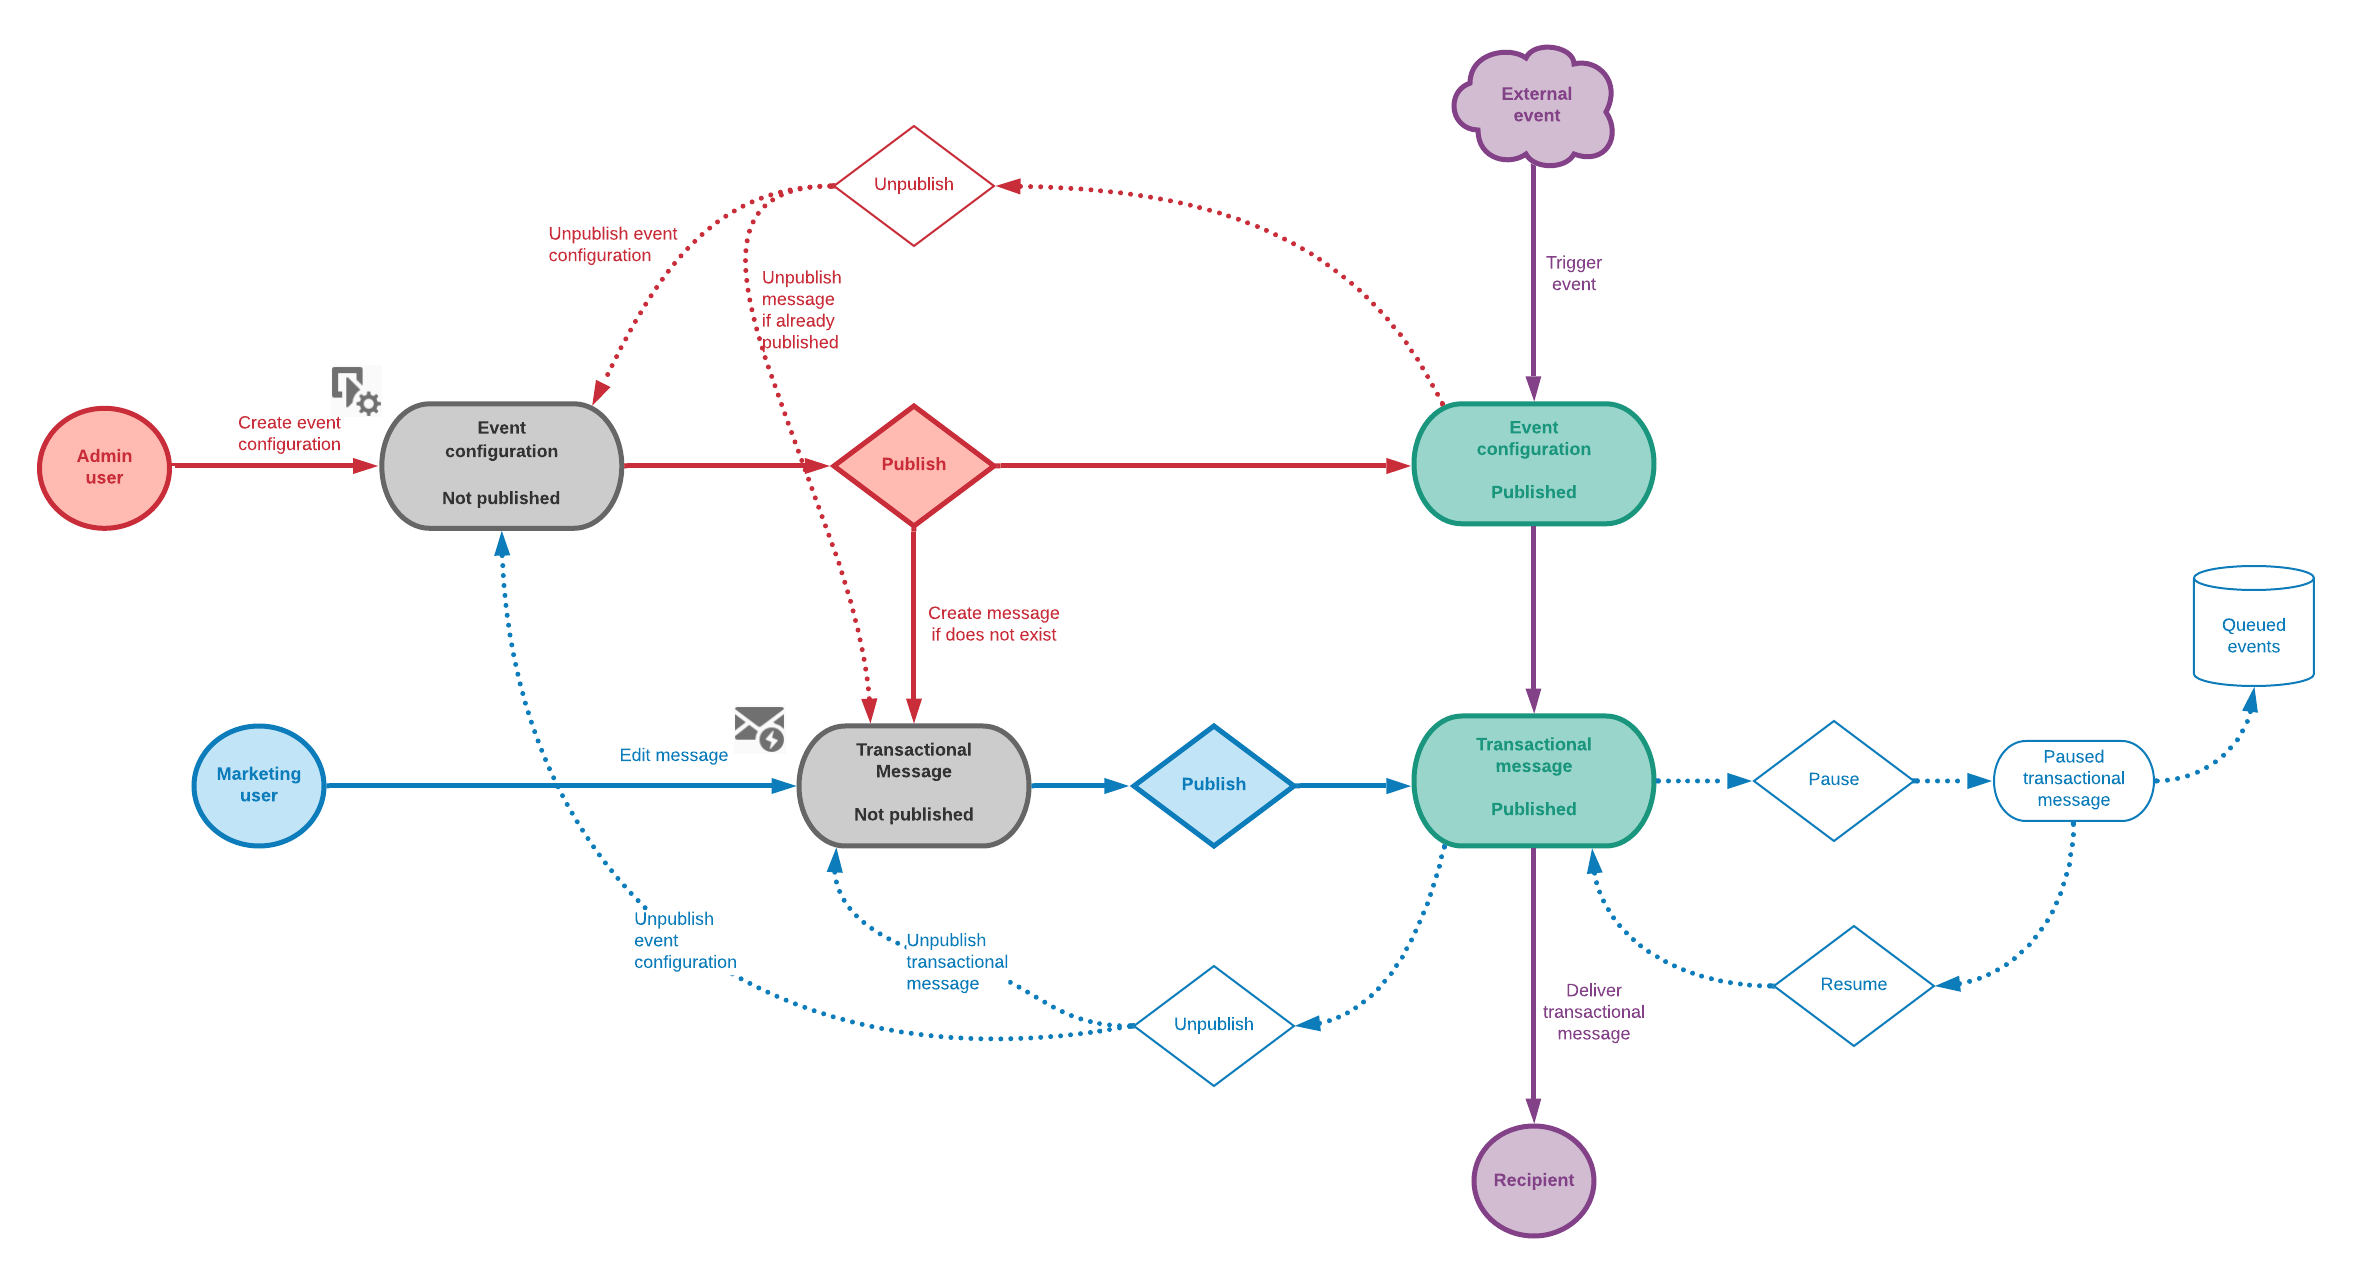 External
event
Unpublish
Unpublish event
configuration
Trigger
event
Unpublish
message
if already
published
Create event
configuration
Admin
user
Event
configuration
Not published
Publish
Event
configuration
Published
Create message
if does not exist
Queued
events
Marketing
user
Edit message
Transactional
Message
Not published
Publish
Transactional
message
Published
Pause
Paused
transactional
message
Unpublish
event
configuration
Unpublish
transactional
message
Unpublish
Deliver
transactional
message
Resume
Recipient